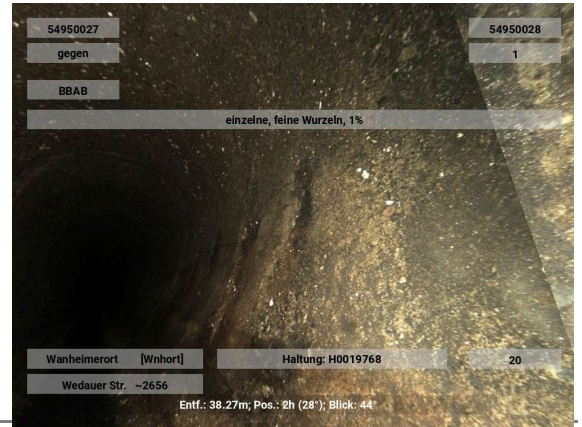 54950027 54950028
gegen 1
BBAB
einzelne, feine Wurzeln, 1%
Wanheimerort [Wnhort] Haltung: H0019768 20
Wedauer Str. ~2656
Entf.: 38.27m; Pos.: 2h (28°); Blick: 44°